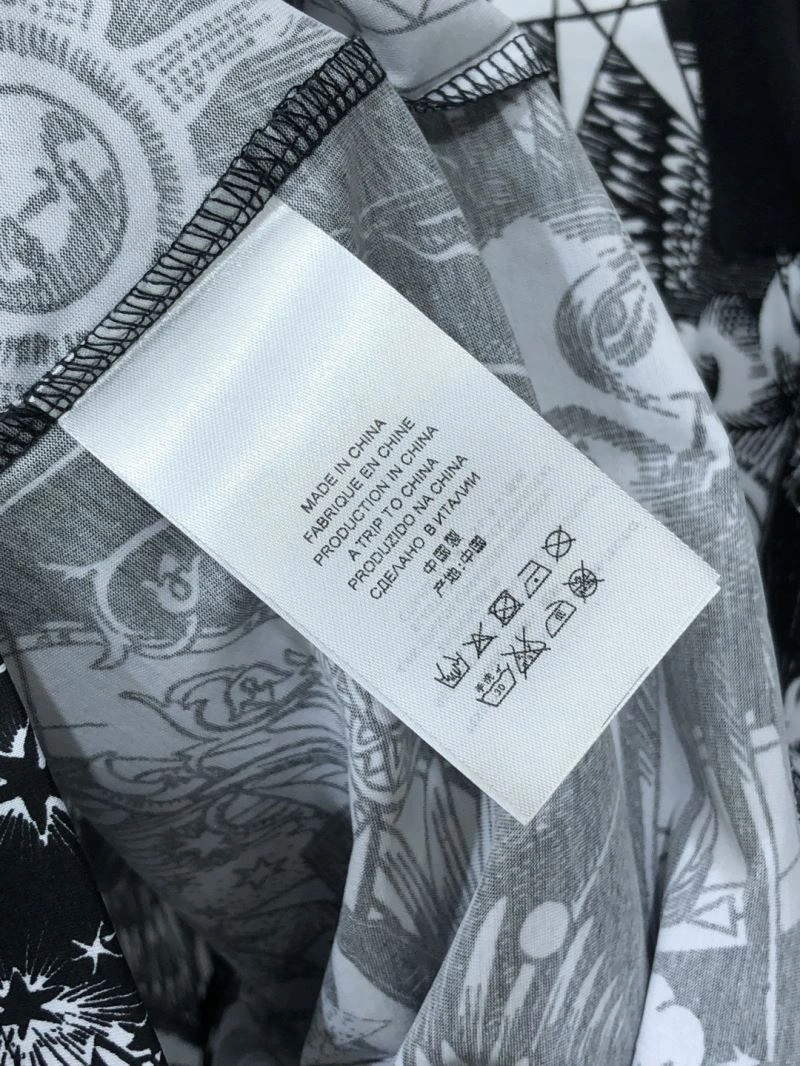 MADE IN CHINA
FABRIQUE EN CHINE
PRODUCTION IN CHINA
A TRIP TO CHINA
PRODUZIDO NA CHINA
СДЕЛАНО В ИТАЛИИ
中国製
产地:中国
30